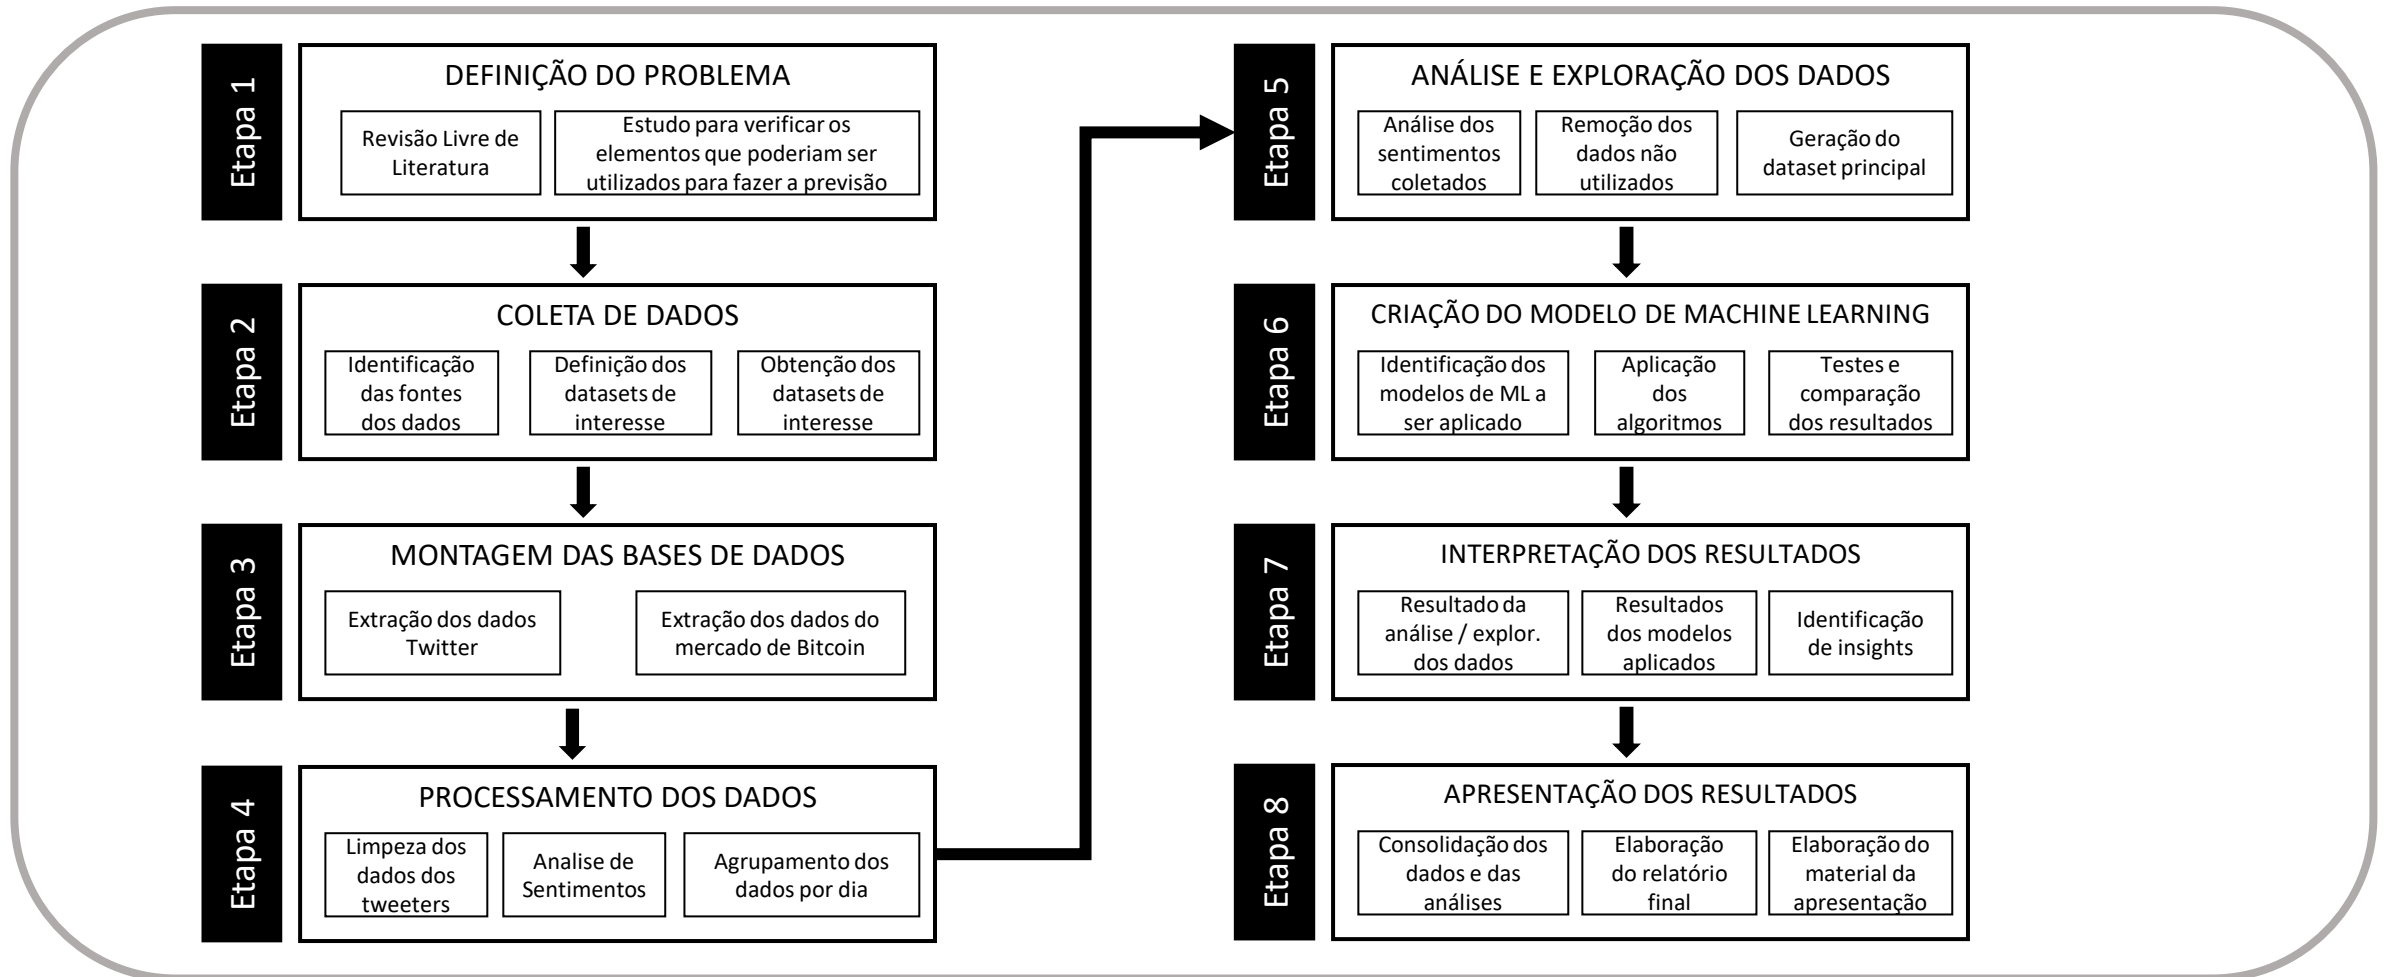 Etapa 1
DEFINIÇÃO DO PROBLEMA
Revisão Livre de
Literatura
Estudo para verificar os
elementos que poderiam ser
utilizados para fazer a previsão
Etapa 2
COLETA DE DADOS
Identificação
das fontes
dos dados
Definição dos
datasets de
interesse
Obtenção dos
datasets de
interesse
Etapa 3
MONTAGEM DAS BASES DE DADOS
Extração dos dados
Twitter
Extração dos dados do
mercado de Bitcoin
Etapa 4
PROCESSAMENTO DOS DADOS
Limpeza dos
dados dos
tweeters
Analise de
Sentimentos
Agrupamento dos
dados por dia
Etapa 5
ANÁLISE E EXPLORAÇÃO DOS DADOS
Análise dos
sentimentos
coletados
Remoção dos
dados não
utilizados
Geração do
dataset principal
Etapa 6
CRIAÇÃO DO MODELO DE MACHINE LEARNING
Identificação dos
modelos de ML a
ser aplicado
Aplicação
dos
algoritmos
Testes e
comparação
dos resultados
Etapa 7
INTERPRETAÇÃO DOS RESULTADOS
Resultado da
análise / explor.
dos dados
Resultados
dos modelos
aplicados
Identificação
de insights
Etapa 8
APRESENTAÇÃO DOS RESULTADOS
Consolidação dos
dados e das
análises
Elaboração
do relatório
final
Elaboração do
material da
apresentação